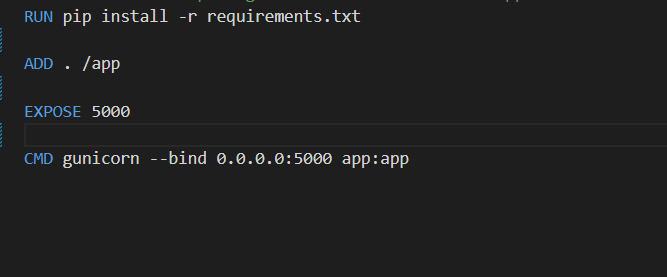 RUN pip install -r requirements.txt
ADD . /app
EXPOSE 5000
CMD gunicorn --bind 0.0.0.0:5000 app:app